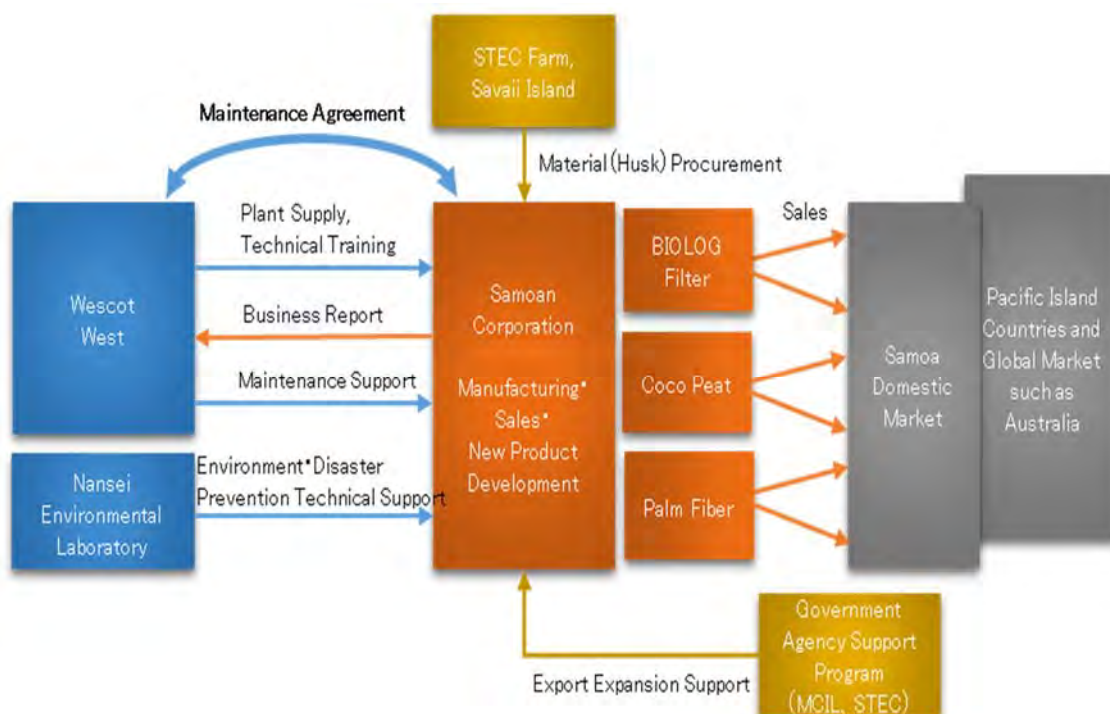 STEC Farm,
Savaii Island
Maintenance Agreement
Material (Husk) Procurement
Plant Supply,
Technical Training
Wescot
West
Business Report
Maintenance Support
Nansei
Environmental
Laboratory
Environment・Disaster
Prevention Technical Support
Samoan
Corporation
Manufacturing・
Sales・
New Product
Development
BIOLOG
Filter
Coco Peat
Palm Fiber
Sales
Samoa
Domestic
Market
Pacific Island
Countries and
Global Market
such as
Australia
Export Expansion Support
Government
Agency Support
Program
(MCIL, STEC)